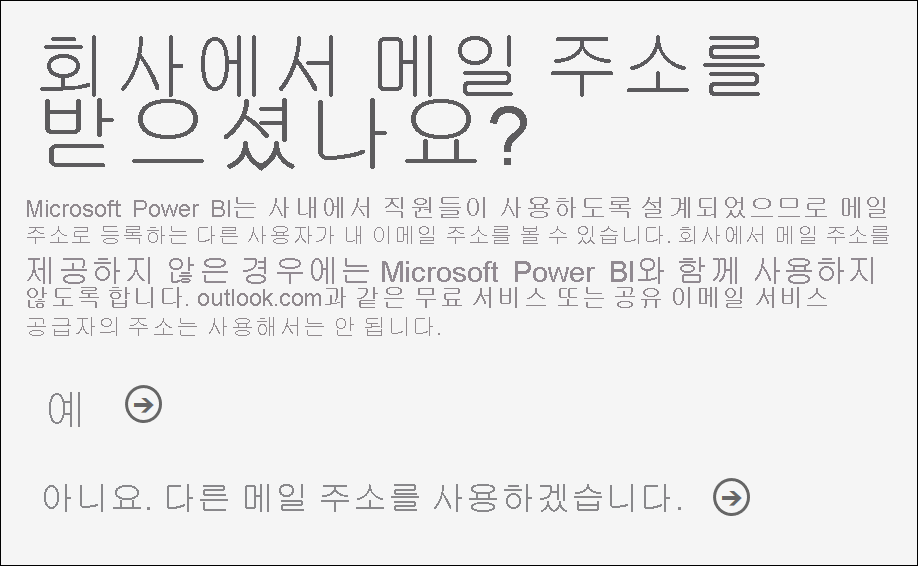 회사에서 메일 주소를
받으셨나요?
Microsoft Power BI는 사내에서 직원들이 사용하도록 설계되었으므로 메일
주소로 등록하는 다른 사용자가 내 이메일 주소를 볼 수 있습니다. 회사에서 메일 주소를
제공하지 않은 경우에는 Microsoft Power BI와 함께 사용하지
않도록 합니다. outlook.com과 같은 무료 서비스 또는 공유 이메일 서비스
공급자의 주소는 사용해서는 안 됩니다.
예
아니요. 다른 메일 주소를 사용하겠습니다.